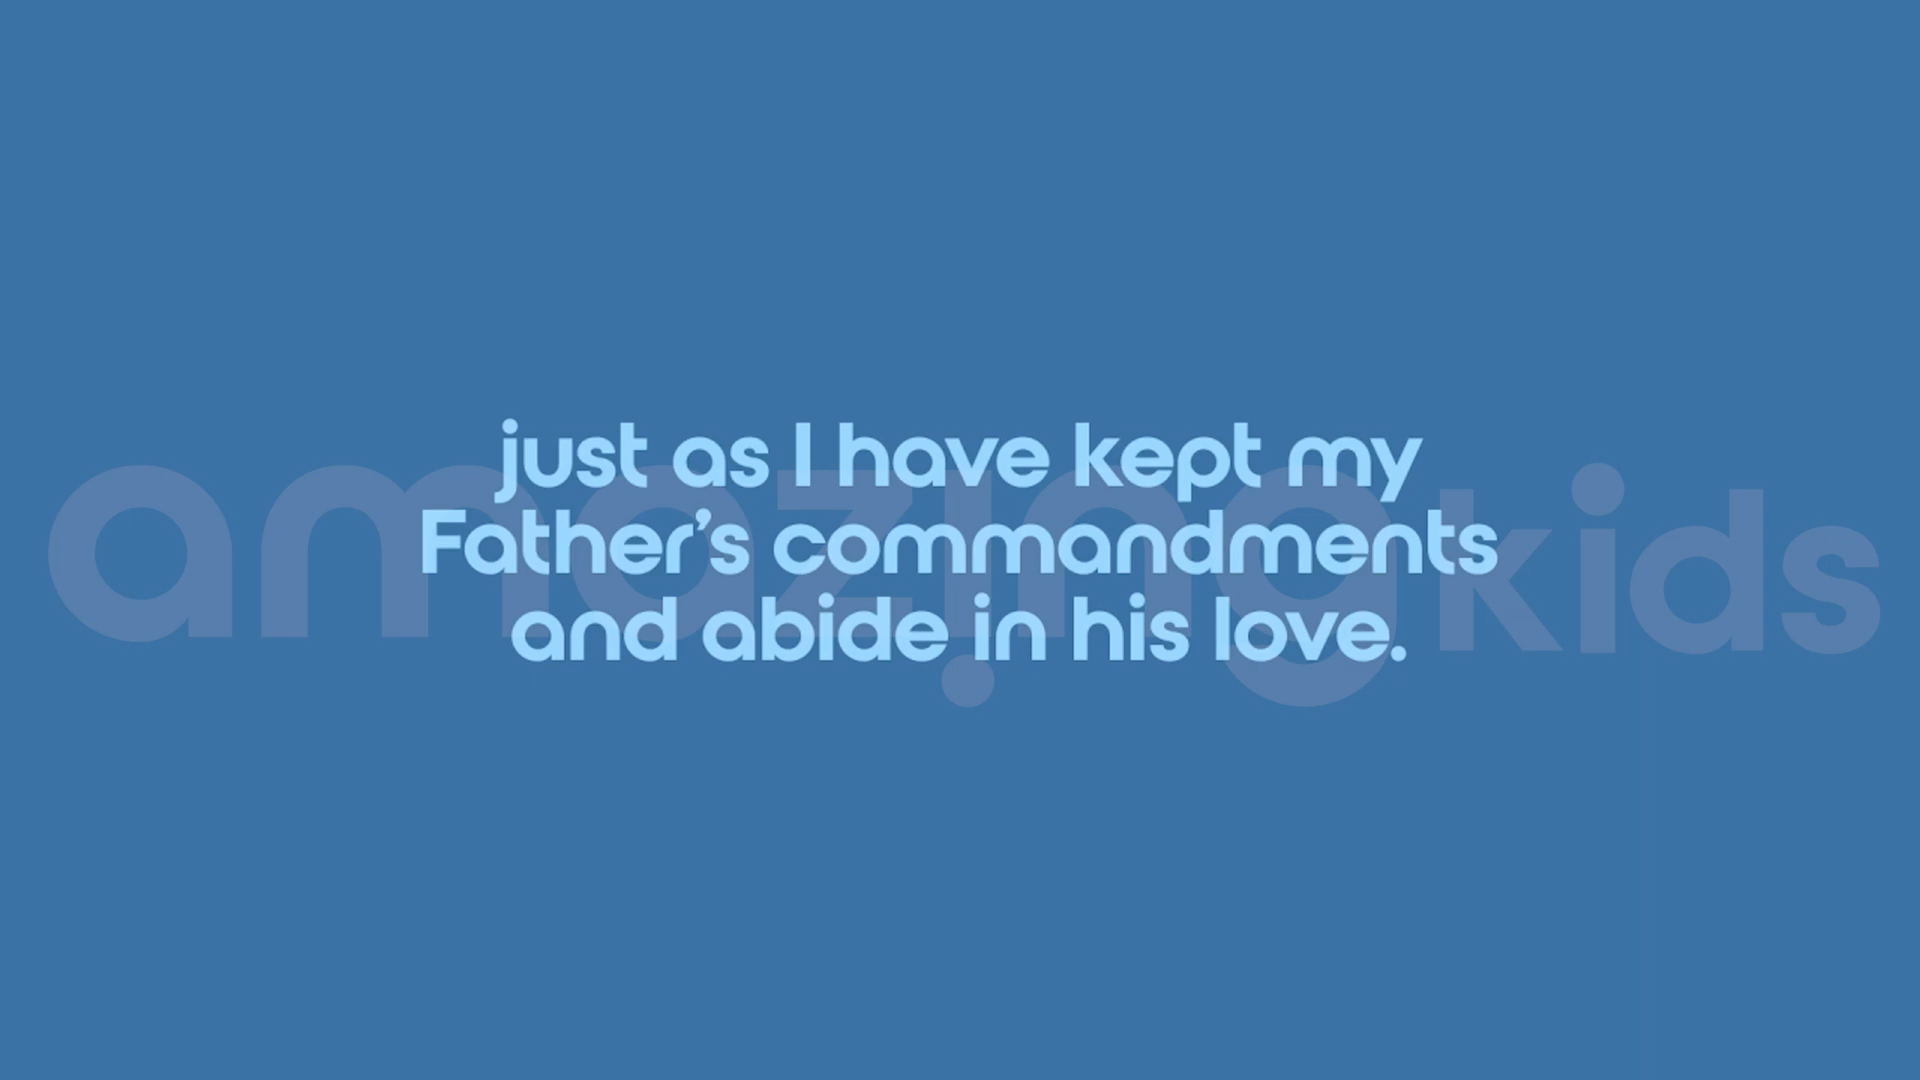 just as I have kept my
Father’s commandments
and abide in his love.
amazing kids